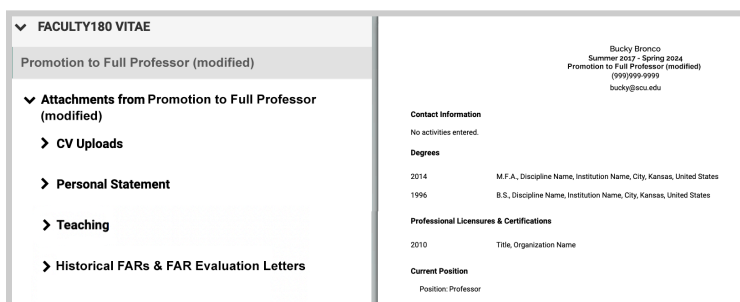 FACULTY180 VITAE
Promotion to Full Professor (modified)
Attachments from Promotion to Full Professor
(modified)
CV Uploads
Personal Statement
Teaching
Historical FARs & FAR Evaluation Letters
Bucky Bronco
Summer 2017 - Spring 2024
Promotion to Full Professor (modified)
(999)999-9999
bucky@scu.edu
Contact Information
No activities entered.
Degrees
2014 M.F.A., Discipline Name, Institution Name, City, Kansas, United States
1996 B.S., Discipline Name, Institution Name, City, Kansas, United States
Professional Licensures & Certifications
2010 Title, Organization Name
Current Position
Position: Professor